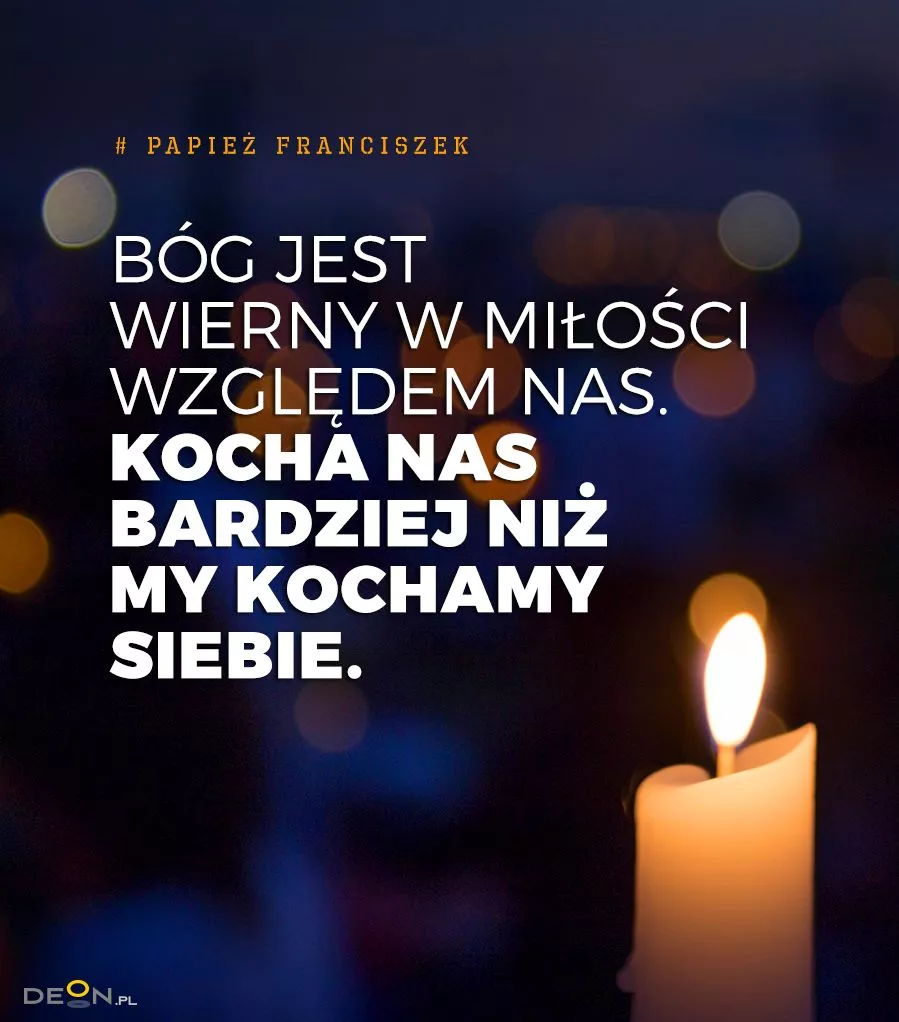 # PAPIEŻ FRANCISZEK
BÓG JEST
WIERNY W MIŁOŚCI
WZGLĘDEM NAS.
KOCHA NAS
BARDZIEJ NIŻ
MY KOCHAMY
SIEBIE.
DEON.PL